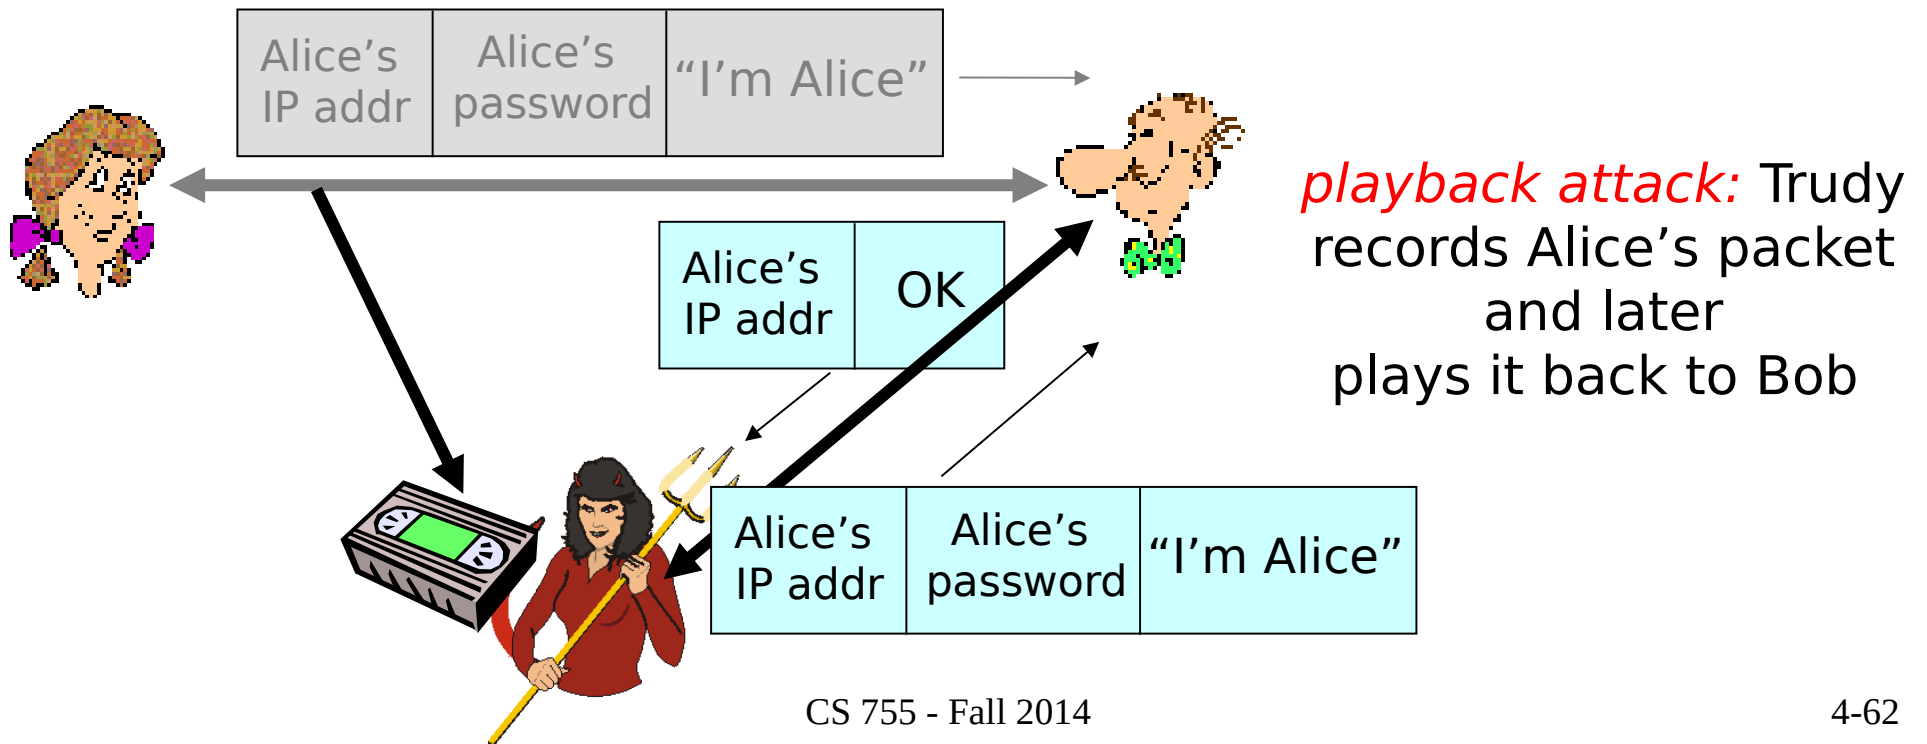 Alice’s
IP addr
Alice’s
password
“I’m Alice”
playback attack: Trudy
records Alice’s packet
and later
plays it back to Bob
Alice’s
IP addr
OK
Alice’s
IP addr
Alice’s
password
“I’m Alice”
CS 755 - Fall 2014
4-62